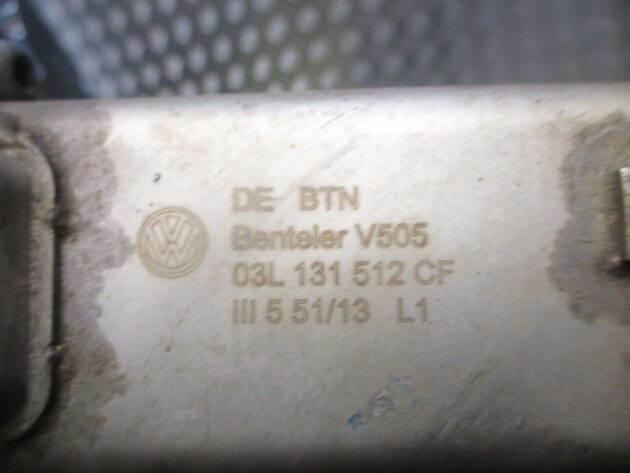 DE BTN
Benteler V505
03L 131 512 CF
III 5 51/13 L1